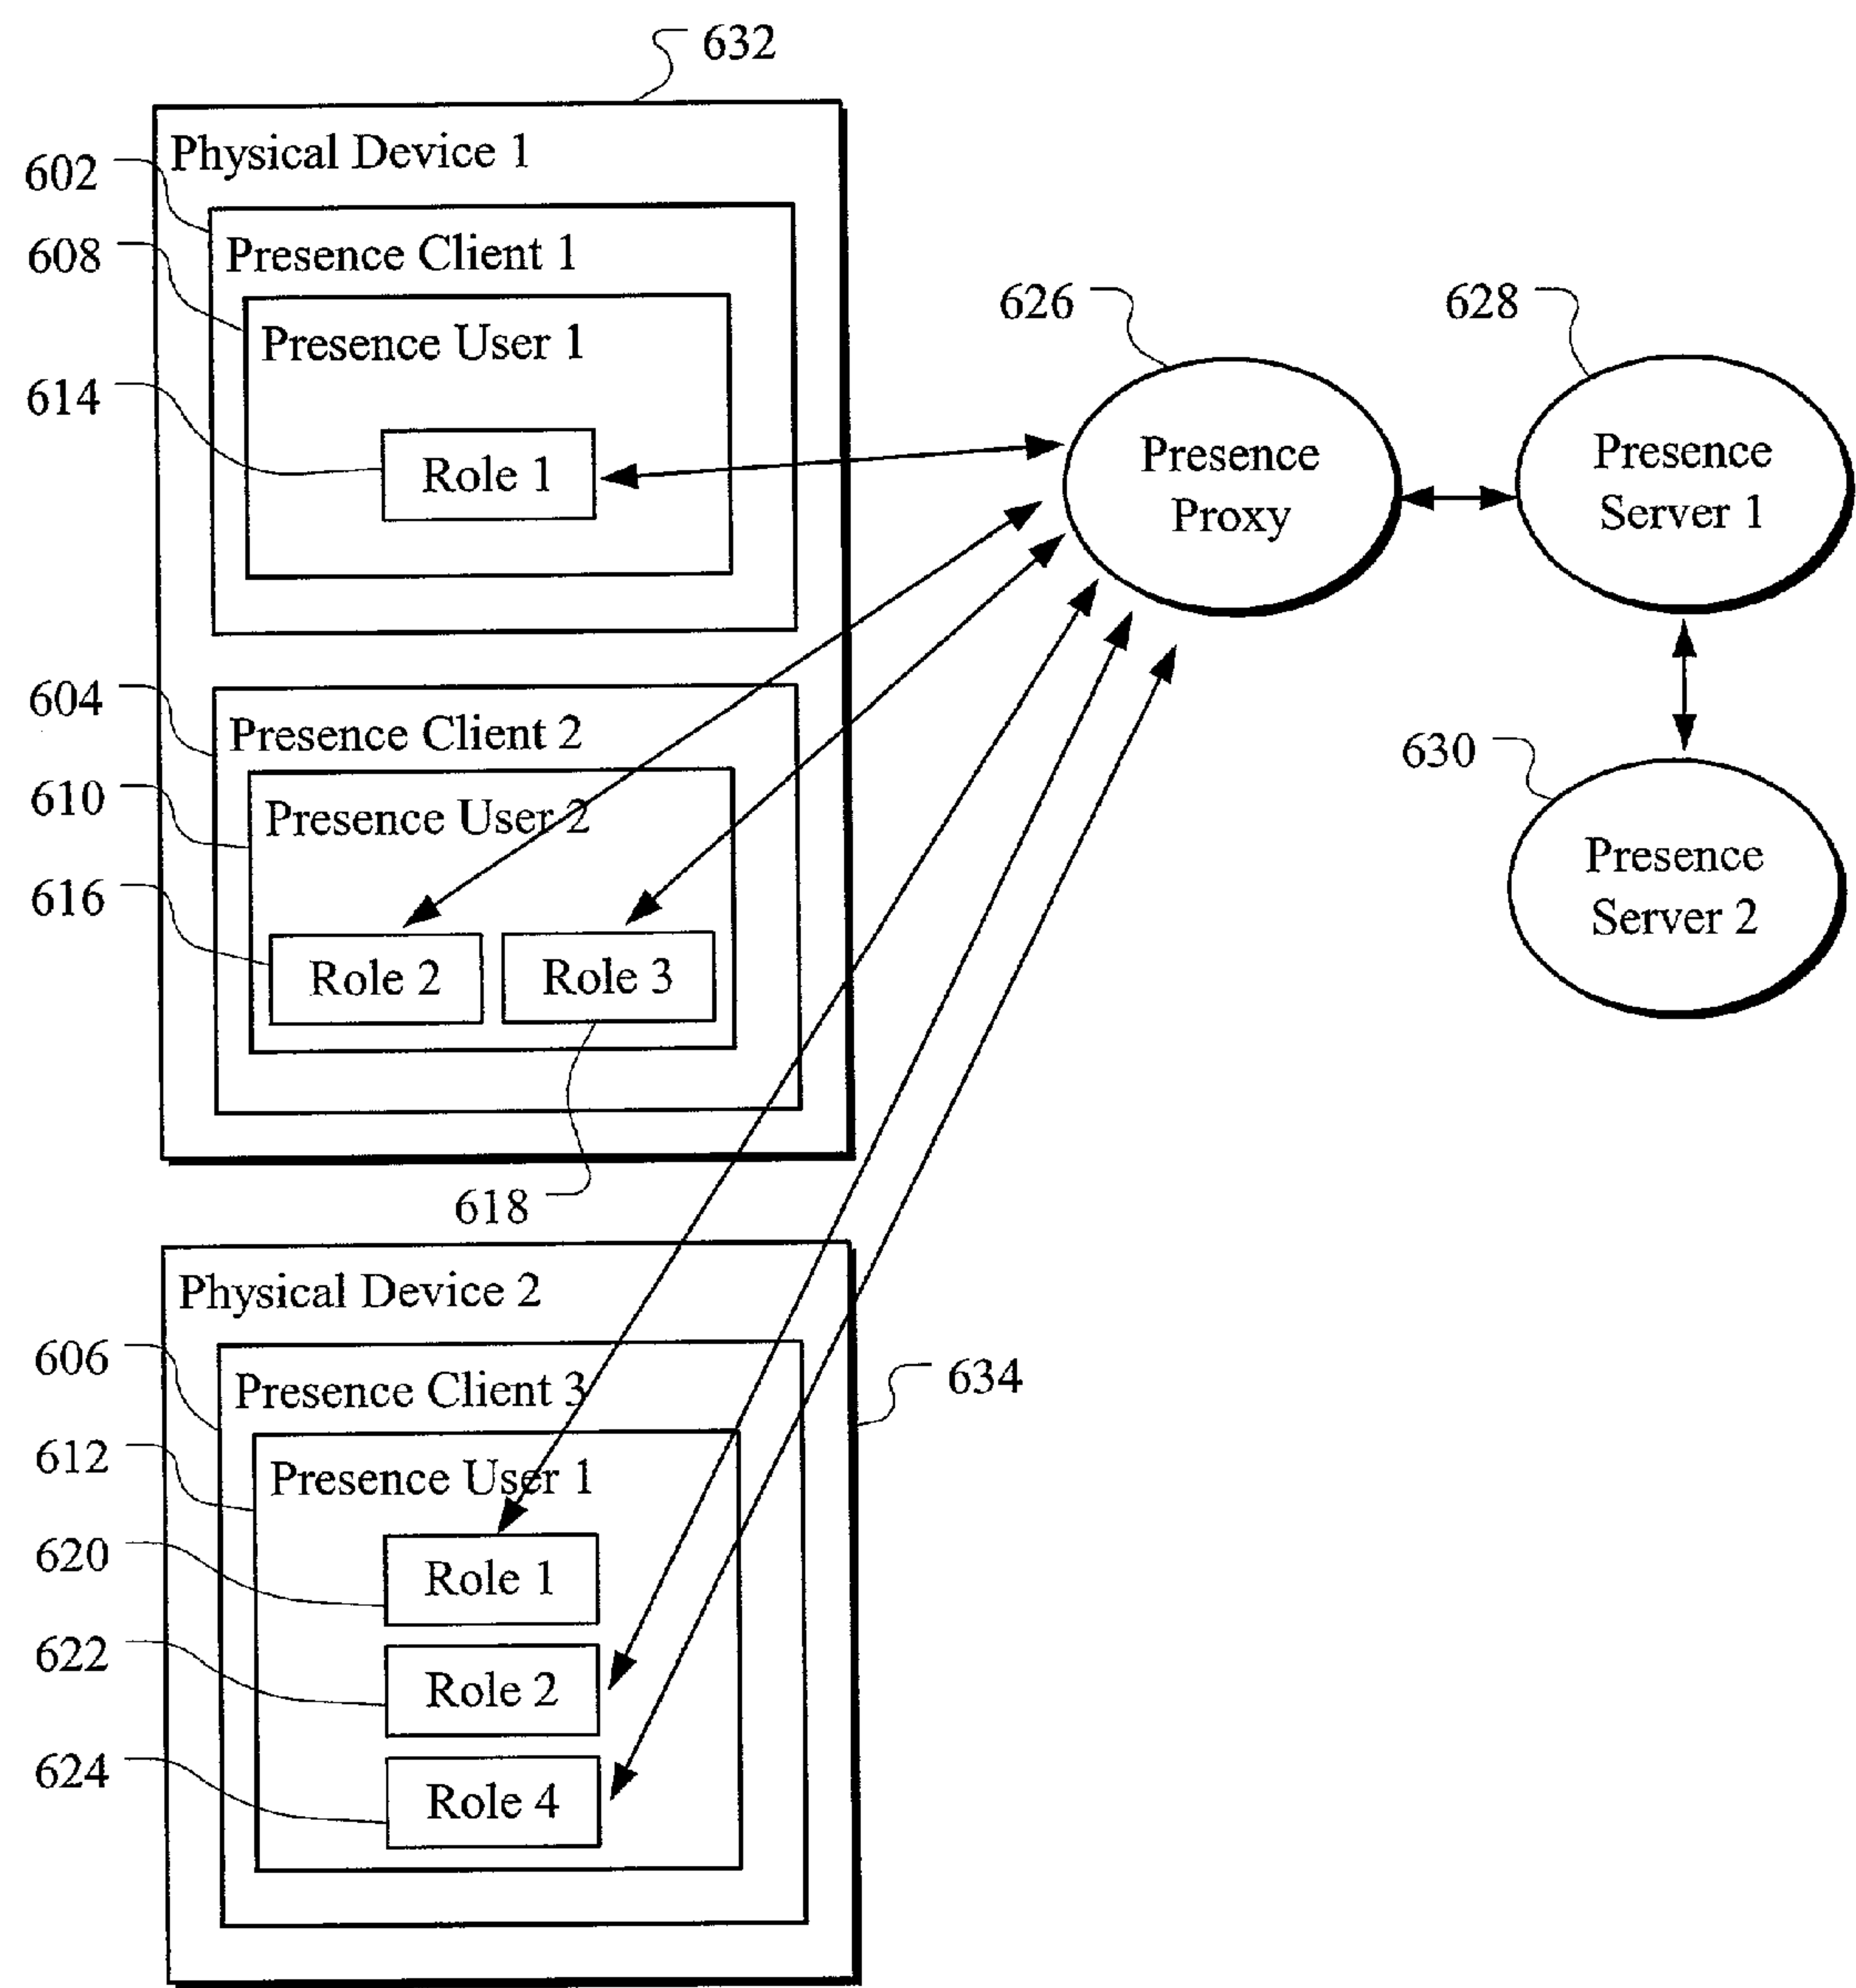 632
Physical Device 1
602
Presence Client 1
608
Presence User 1
614
Role 1
626
Presence
Proxy
628
Presence
Server 1
604
Presence Client 2
610
Presence User 2
616
Role 2
Role 3
618
630
Presence
Server 2
Physical Device 2
606
Presence Client 3
634
612
Presence User 1
620
Role 1
622
Role 2
624
Role 4